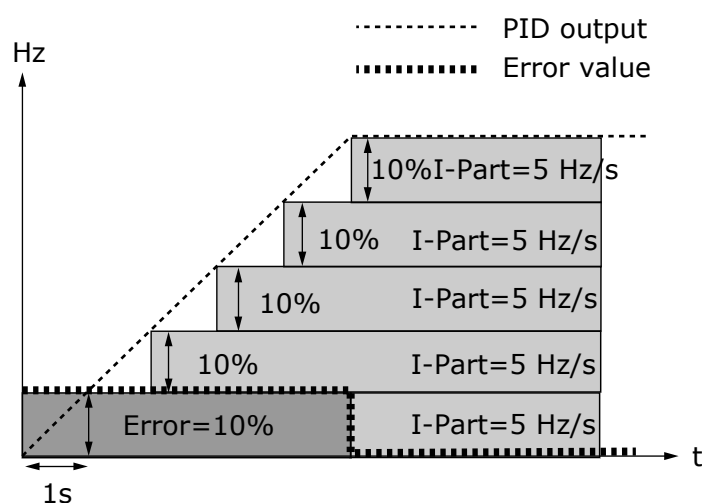 PID output
Hz
Error value
10%I-Part=5 Hz/s
10% I-Part=5 Hz/s
10% I-Part=5 Hz/s
10% I-Part=5 Hz/s
Error=10% I-Part=5 Hz/s
t
1s